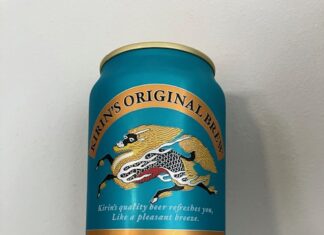 KIRIN'S ORIGINAL BREW
Kirin's quality beer refreshes you,
Like a pleasant breeze.